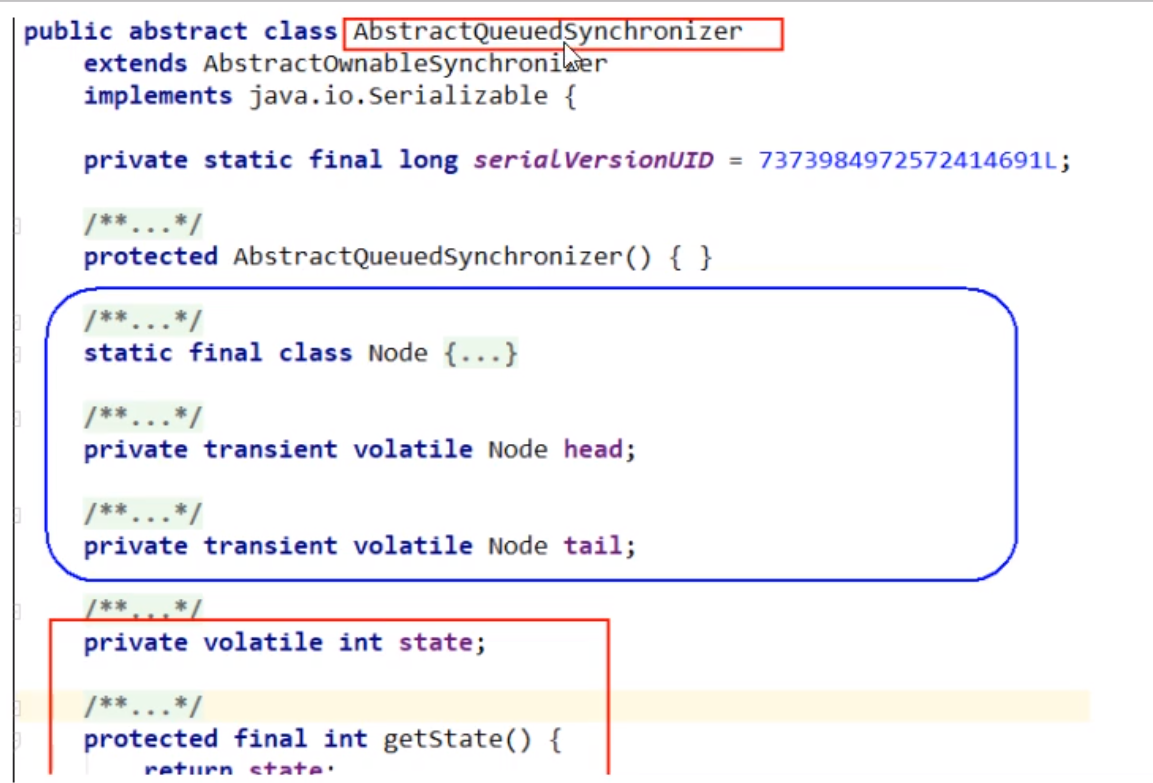 public abstract class AbstractQueuedSynchronizer
extends AbstractOwnableSynchronizer
implements java.io.Serializable {
private static final long serialVersionUID = 7373984972572414691L;
/**...*/
protected AbstractQueuedSynchronizer() { }
/**...*/
static final class Node {...}
/**...*/
private transient volatile Node head;
/**...*/
private transient volatile Node tail;
/**...*/
private volatile int state;
/**...*/
protected final int getState() {
return state;